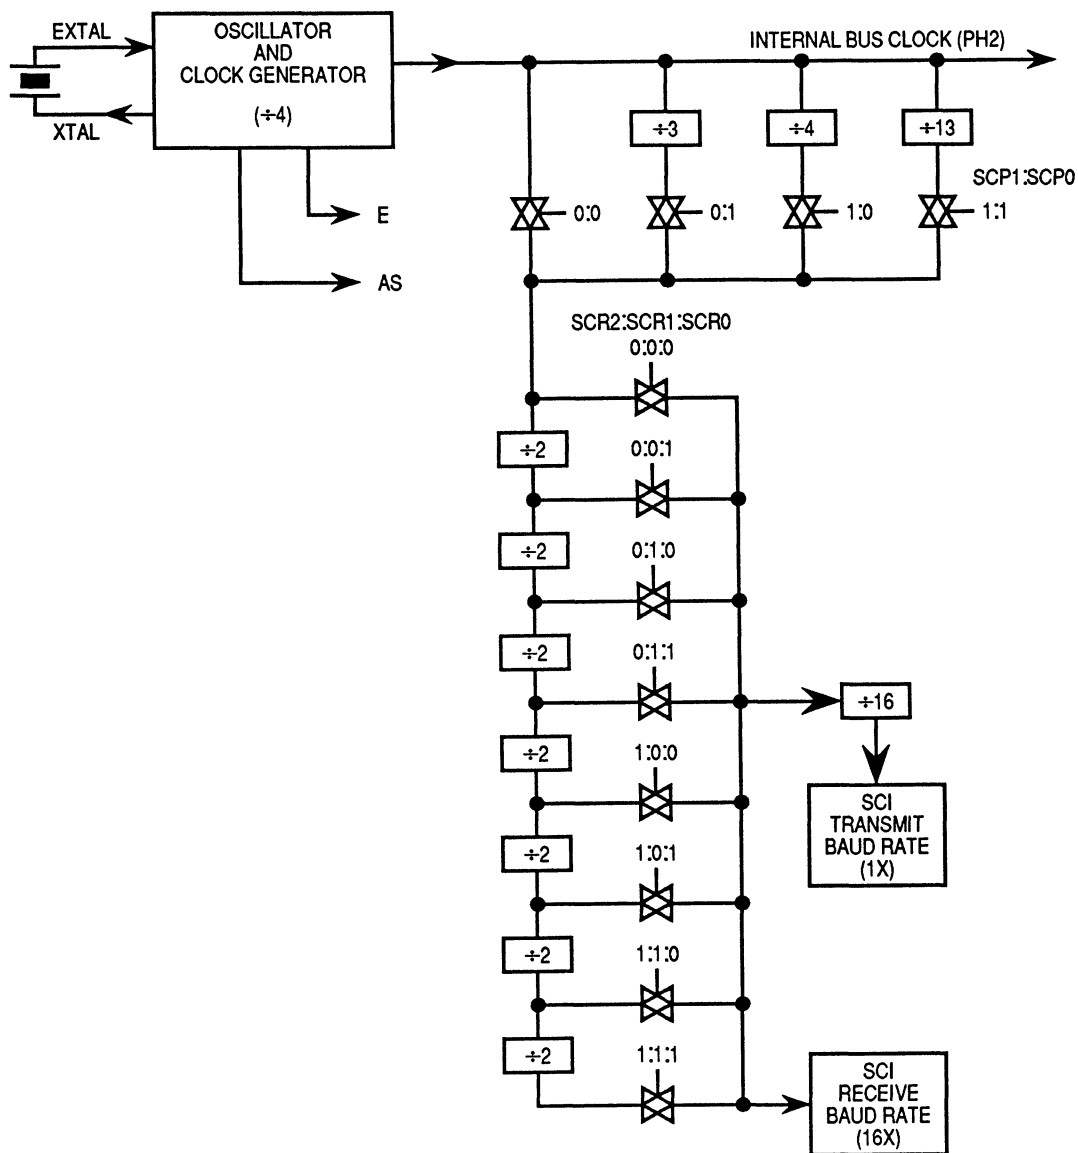 EXTAL
XTAL
OSCILLATOR
AND
CLOCK GENERATOR
(÷4)
INTERNAL BUS CLOCK (PH2)
÷3
÷4
÷13
SCP1:SCP0
0:0
0:1
1:0
1:1
E
AS
SCR2:SCR1:SCR0
0:0:0
÷2
0:0:1
÷2
0:1:0
÷2
0:1:1
÷16
÷2
1:0:0
SCI
TRANSMIT
BAUD RATE
(1X)
÷2
1:0:1
÷2
1:1:0
÷2
1:1:1
SCI
RECEIVE
BAUD RATE
(16X)